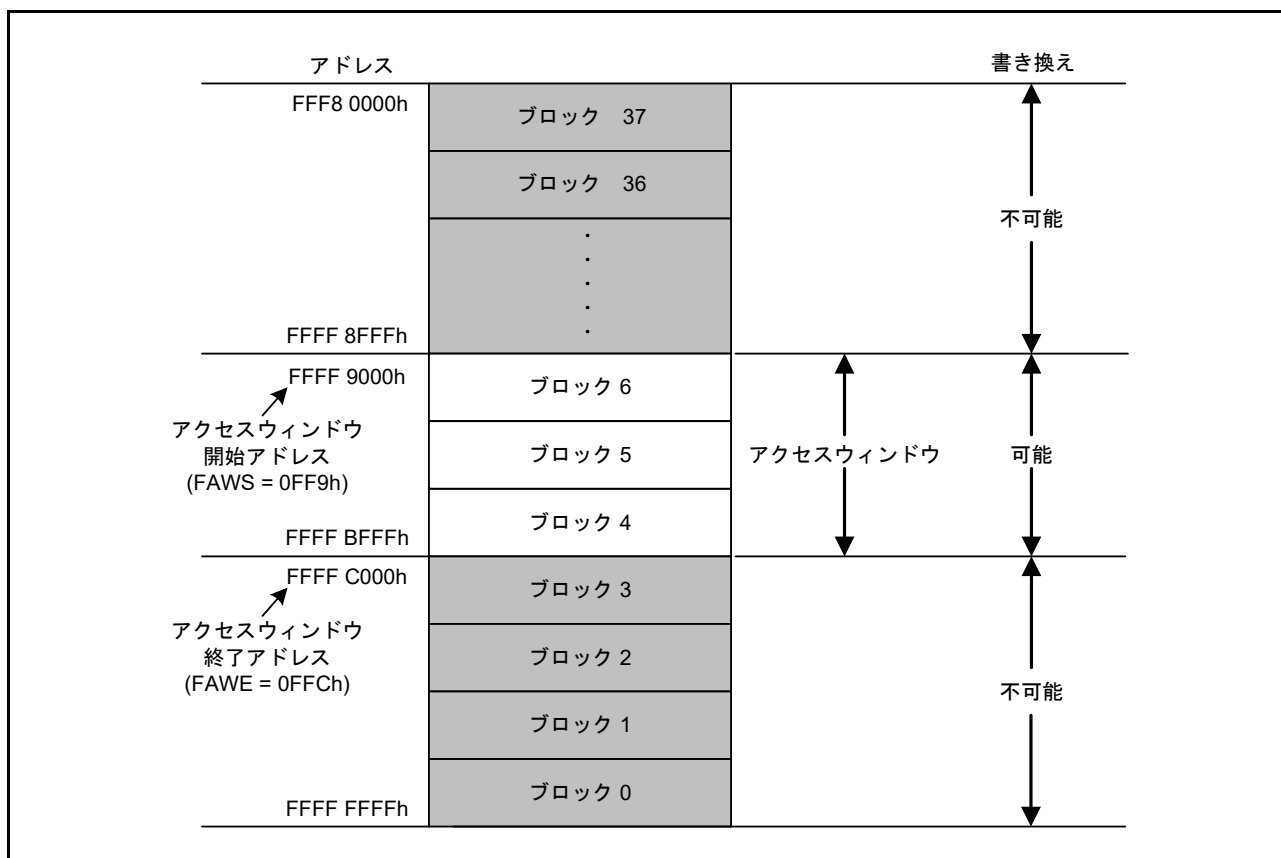 アドレス
書き換え
FFF8 0000h
ブロック 37
ブロック 36
不可能
FFFF 8FFFh
FFFF 9000h
アクセスウィンドウ
開始アドレス
(FAWS = 0FF9h)
ブロック 6
ブロック 5
アクセスウィンドウ
可能
ブロック 4
FFFF BFFFh
FFFF C000h
アクセスウィンドウ
終了アドレス
(FAWE = 0FFCh)
ブロック 3
ブロック 2
不可能
ブロック 1
ブロック 0
FFFF FFFFh